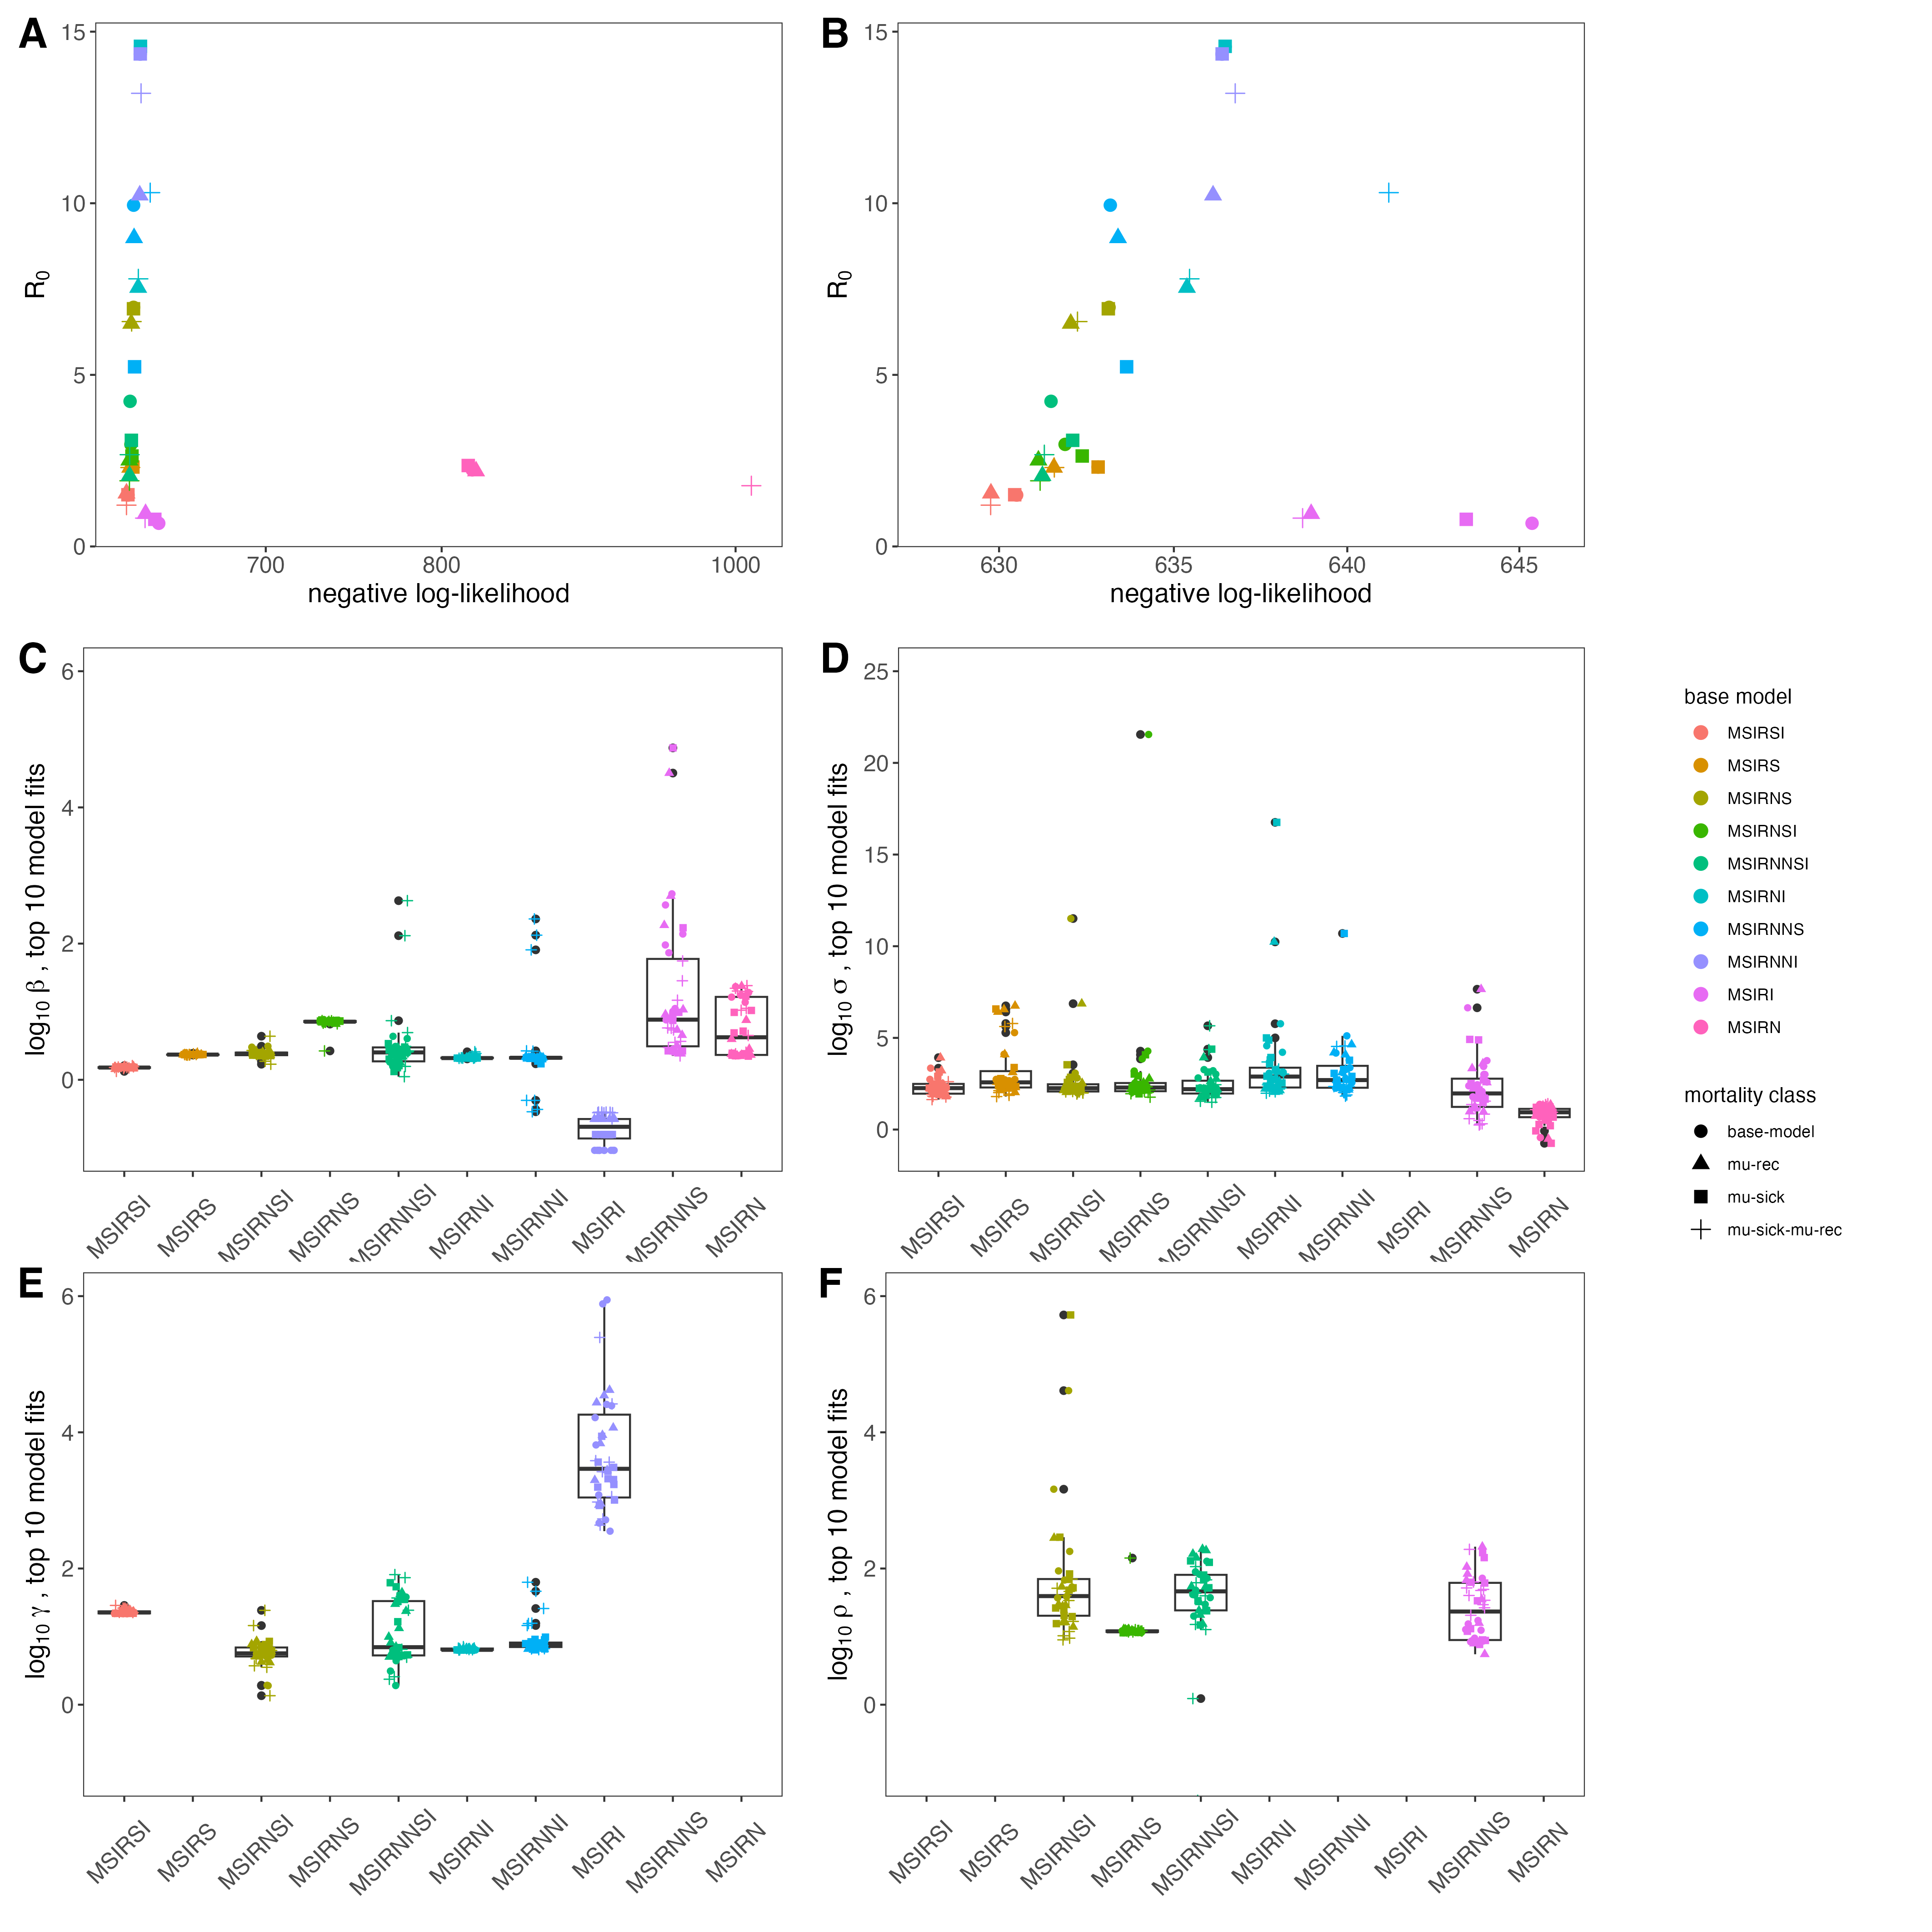 A
R0
15
10
5
0
700
800
1000
negative log-likelihood
B
R0
15
10
5
0
630
635
640
645
negative log-likelihood
C
log10 β , top 10 model fits
6
4
2
0
MSIRSI
MSIRS
MSIRNSI
MSIRNS
MSIRNNSI
MSIRNI
MSIRNNI
MSIRI
MSIRNNS
MSIRN
D
log10 σ , top 10 model fits
25
20
15
10
5
0
MSIRSI
MSIRS
MSIRNSI
MSIRNS
MSIRNNSI
MSIRNI
MSIRNNI
MSIRI
MSIRNNS
MSIRN
base model
MSIRSI
MSIRS
MSIRNS
MSIRNSI
MSIRNNSI
MSIRNI
MSIRNNS
MSIRNNI
MSIRI
MSIRN
mortality class
base-model
mu-rec
mu-sick
mu-sick-mu-rec
E
log10 γ , top 10 model fits
6
4
2
0
MSIRSI
MSIRS
MSIRNSI
MSIRNS
MSIRNNSI
MSIRNI
MSIRNNI
MSIRI
MSIRNNS
MSIRN
F
log10 ρ , top 10 model fits
6
4
2
0
MSIRSI
MSIRS
MSIRNSI
MSIRNS
MSIRNNSI
MSIRNI
MSIRNNI
MSIRI
MSIRNNS
MSIRN